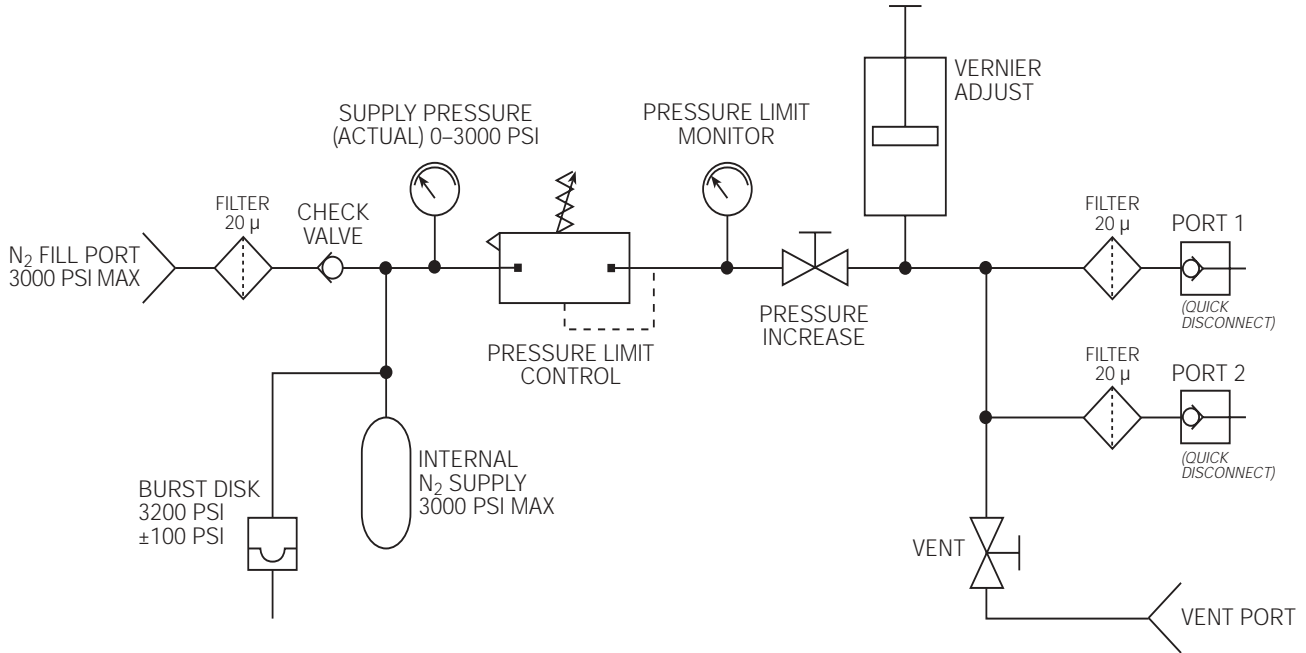 SUPPLY PRESSURE
(ACTUAL) 0–3000 PSI
PRESSURE LIMIT
MONITOR
VERNIER
ADJUST
N₂ FILL PORT
3000 PSI MAX
FILTER
20 µ
CHECK
VALVE
PRESSURE LIMIT
CONTROL
PRESSURE
INCREASE
FILTER
20 µ
PORT 1
(QUICK
DISCONNECT)
FILTER
20 µ
PORT 2
(QUICK
DISCONNECT)
BURST DISK
3200 PSI
±100 PSI
INTERNAL
N₂ SUPPLY
3000 PSI MAX
VENT
VENT PORT